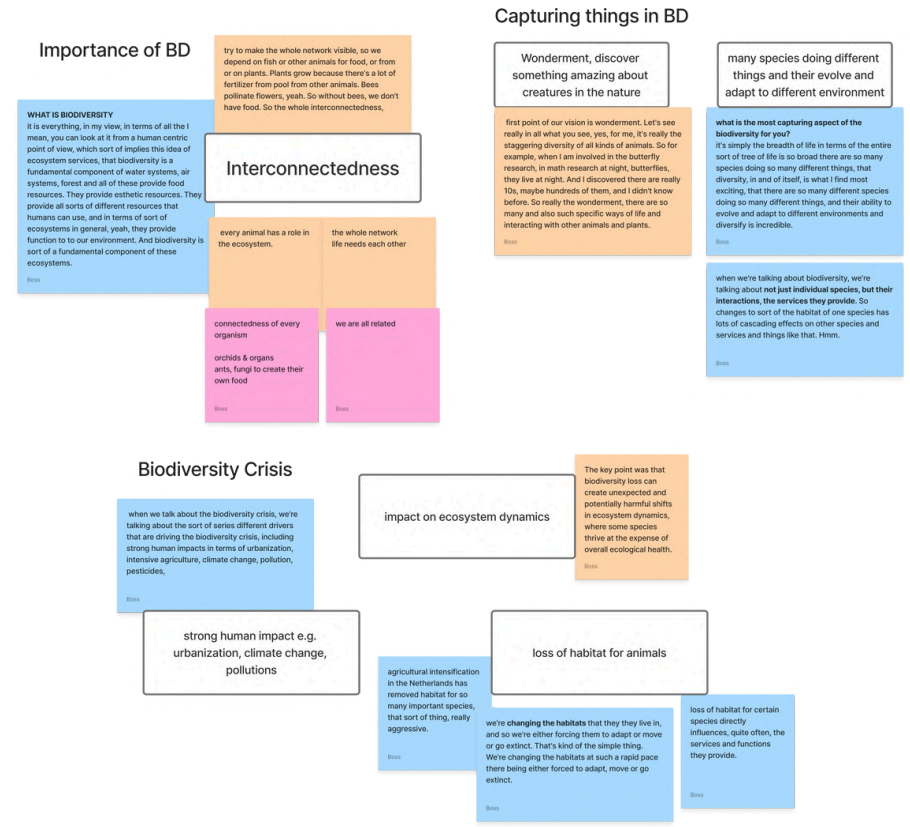 Importance of BD
try to make the whole network visible, so we
depend on fish or other animals for food, or from
or on plants. Plants grow because there's a lot of
fertilizer from pool from other animals. Bees
pollinate flowers, yeah. So without bees, we don't
have food. So the whole interconnectedness,
WHAT IS BIODIVERSITY
it is everything, in my view, in terms of all the I
mean, you can look at it from a human centric
point of view, which sort of implies this idea of
ecosystem services, that biodiversity is a
fundamental component of water systems, air
systems, forest and all of these provide food
resources. They provide esthetic resources. They
provide all sorts of different resources that
humans can use, and in terms of sort of
ecosystems in general, yeah, they provide
function to to our environment. And biodiversity is
sort of a fundamental component of these
ecosystems.
Boss
Interconnectedness
every animal has a role in
the ecosystem.
the whole network
life needs each other
connectedness of every
organism
orchids & organs
ants, fungi to create their
own food
Boss
we are all related
Boss
Capturing things in BD
Wonderment, discover
something amazing about
creatures in the nature
first point of our vision is wonderment. Let's see
really in all what you see, yes, for me, it's really the
staggering diversity of all kinds of animals. So for
example, when I am involved in the butterfly
research, in math research at night, butterflies,
they live at night. And I discovered there are really
10s, maybe hundreds of them, and I didn't know
before. So really the wonderment, there are so
many and also such specific ways of life and
interacting with other animals and plants.
Boss
many species doing different
things and their evolve and
adapt to different environment
what is the most capturing aspect of the
biodiversity for you?
it's simply the breadth of life in terms of the entire
sort of tree of life is so broad there are so many
species doing so many different things, that
diversity, in and of itself, is what I find most
exciting, that there are so many different species
doing so many different things, and their ability to
evolve and adapt to different environments and
diversify is incredible.
Boss
when we're talking about biodiversity, we're
talking about not just individual species, but their
interactions, the services they provide. So
changes to sort of the habitat of one species has
lots of cascading effects on other species and
services and things like that. Hmm.
Boss
Biodiversity Crisis
when we talk about the biodiversity crisis, we're
talking about the sort of series different drivers
that are driving the biodiversity crisis, including
strong human impacts in terms of urbanization,
intensive agriculture, climate change, pollution,
pesticides,
Boss
strong human impact e.g.
urbanization, climate change,
pollutions
impact on ecosystem dynamics
The key point was that
biodiversity loss can
create unexpected and
potentially harmful shifts
in ecosystem dynamics,
where some species
thrive at the expense of
overall ecological health.
Boss
loss of habitat for animals
agricultural intensification
in the Netherlands has
removed habitat for so
many important species,
that sort of thing, really
aggressive.
Boss
we're changing the habitats that they they live in,
and so we're either forcing them to adapt or move
or go extinct. That's kind of the simple thing.
We're changing the habitats at such a rapid pace
there being either forced to adapt, move or go
extinct.
Boss
loss of habitat for certain
species directly
influences, quite often, the
services and functions
they provide.
Boss